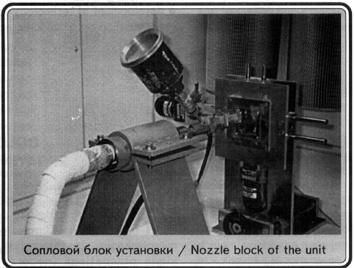 Сопловой блок установки / Nozzle block of the unit